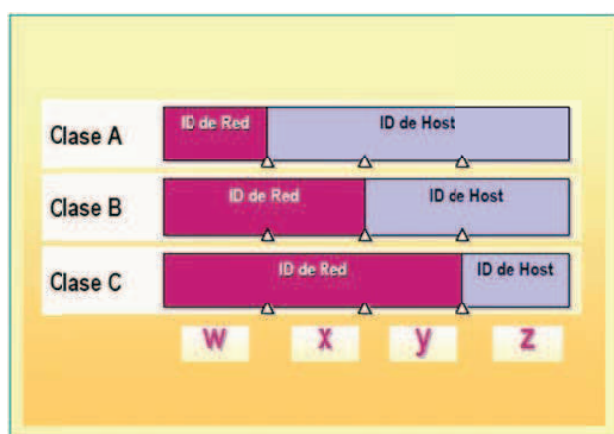 Clase A
ID de Red
ID de Host
Clase B
ID de Red
ID de Host
Clase C
ID de Red
ID de Host
w x y z